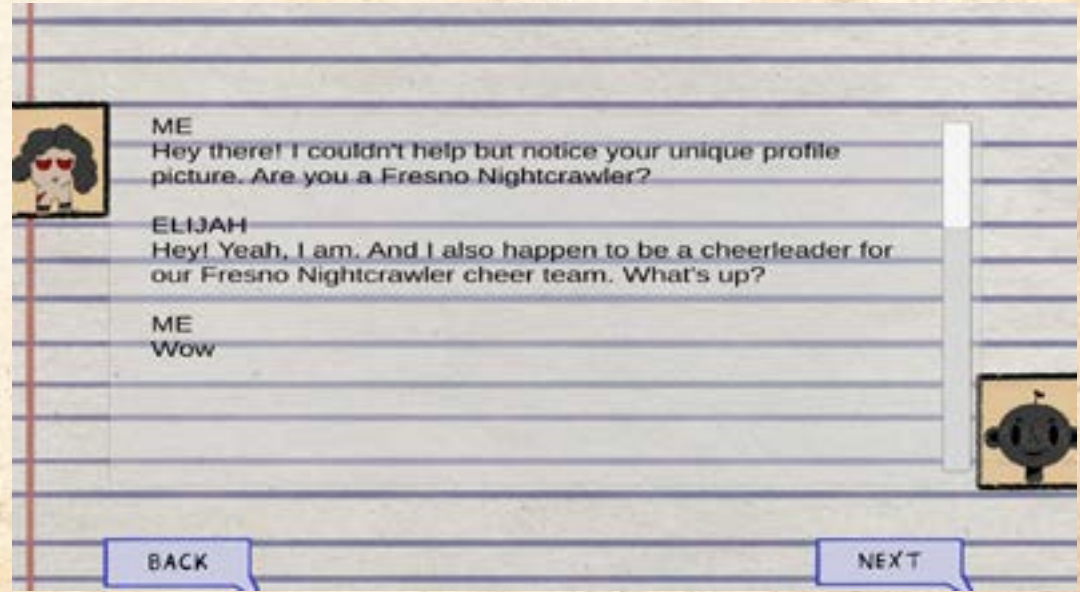 ME
Hey there! I couldn't help but notice your unique profile
picture. Are you a Fresno Nightcrawler?
ELIJAH
Hey! Yeah, I am. And I also happen to be a cheerleader for
our Fresno Nightcrawler cheer team. What's up?
ME
Wow
BACK
NEXT